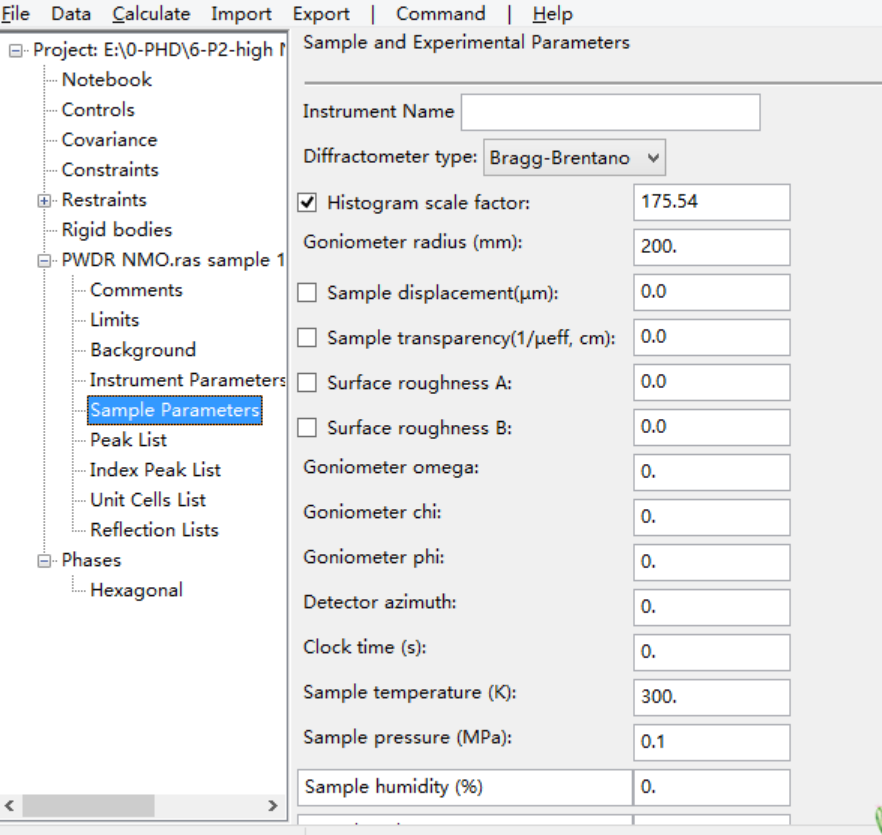 File Data Calculate Import Export | Command | Help
Project: E:\0-PHD\6-P2-high
Notebook
Controls
Covariance
Constraints
Restraints
Rigid bodies
PWDR NMO.ras sample 1
Comments
Limits
Background
Instrument Parameters
Sample Parameters
Peak List
Index Peak List
Unit Cells List
Reflection Lists
Phases
Hexagonal
Sample and Experimental Parameters
Instrument Name
Diffractometer type: Bragg-Brentano
Histogram scale factor: 175.54
Goniometer radius (mm): 200.
Sample displacement(μm): 0.0
Sample transparency(1/μeff, cm): 0.0
Surface roughness A: 0.0
Surface roughness B: 0.0
Goniometer omega: 0.
Goniometer chi: 0.
Goniometer phi: 0.
Detector azimuth: 0.
Clock time (s): 0.
Sample temperature (K): 300.
Sample pressure (MPa): 0.1
Sample humidity (%) 0.